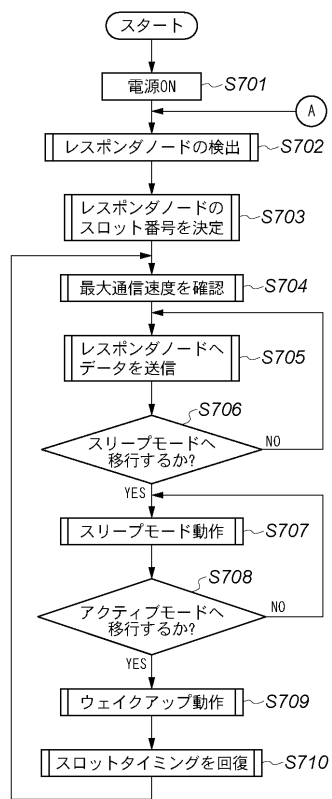 スタート
電源ON
S701
A
レスポンダノードの検出
S702
レスポンダノードの
スロット番号を決定
S703
最大通信速度を確認
S704
レスポンダノードへ
データを送信
S705
S706
スリープモードへ
移行するか?
NO
YES
スリープモード動作
S707
S708
アクティブモードへ
移行するか?
NO
YES
ウェイクアップ動作
S709
スロットタイミングを回復
S710